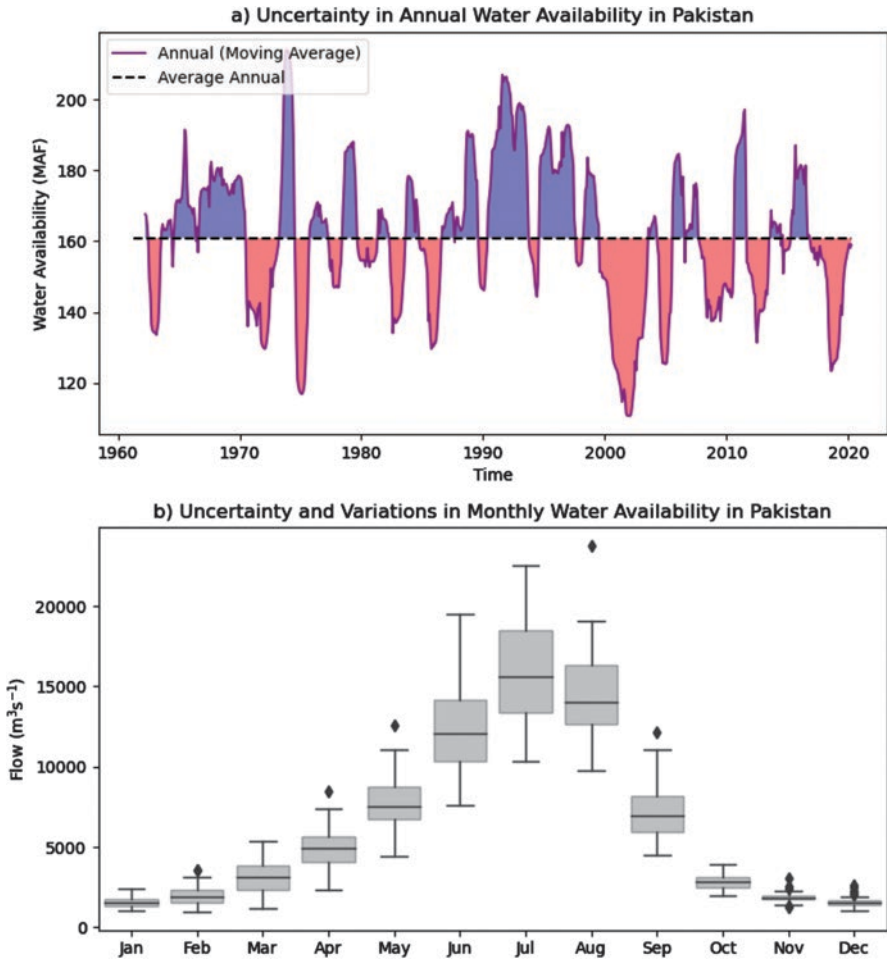 a) Uncertainty in Annual Water Availability in Pakistan
Annual (Moving Average)
Average Annual
Water Availability (MAF)
200
180
160
140
120
1960 1970 1980 1990 2000 2010 2020
Time
b) Uncertainty and Variations in Monthly Water Availability in Pakistan
Flow (m³s⁻¹)
20000
15000
10000
5000
0
Jan Feb Mar Apr May Jun Jul Aug Sep Oct Nov Dec